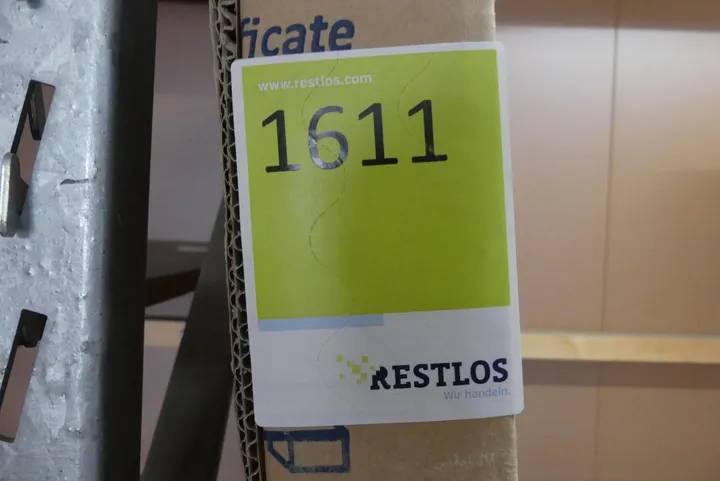 ficate
www.restlos.com
1611
RESTLOS
Wir handeln.